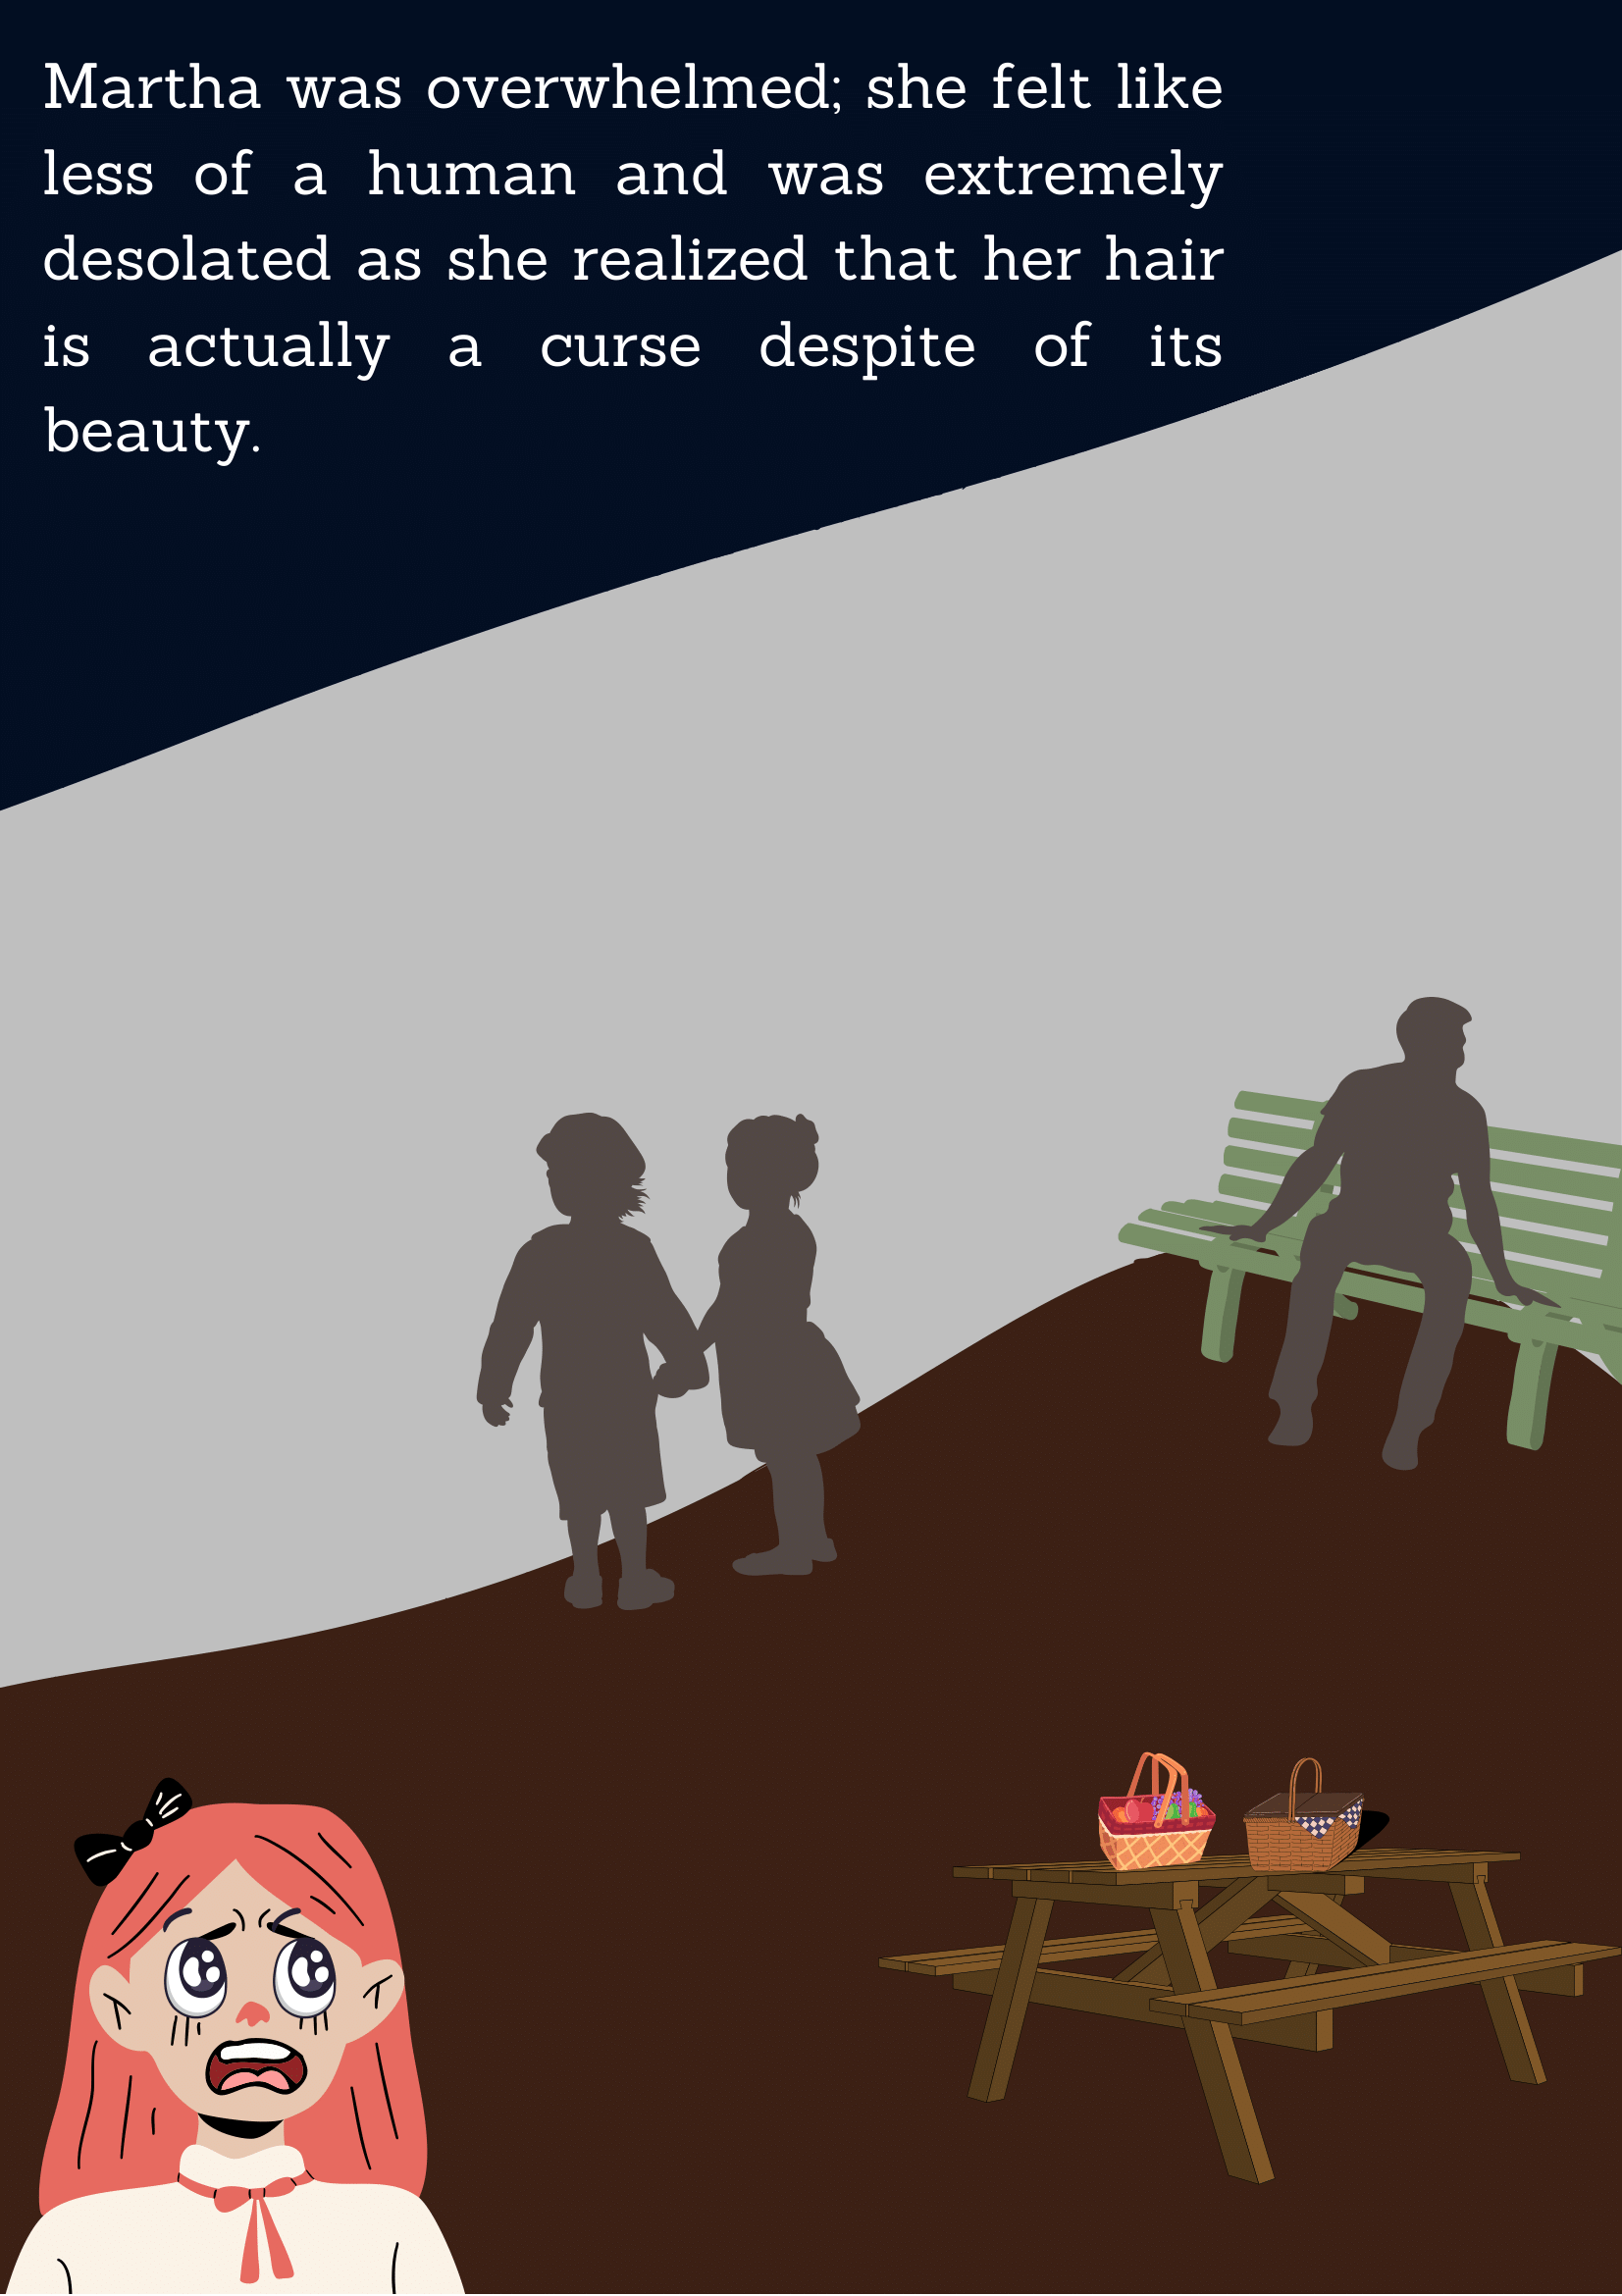 Martha was overwhelmed; she felt like
less of a human and was extremely
desolated as she realized that her hair
is actually a curse despite of its
beauty.